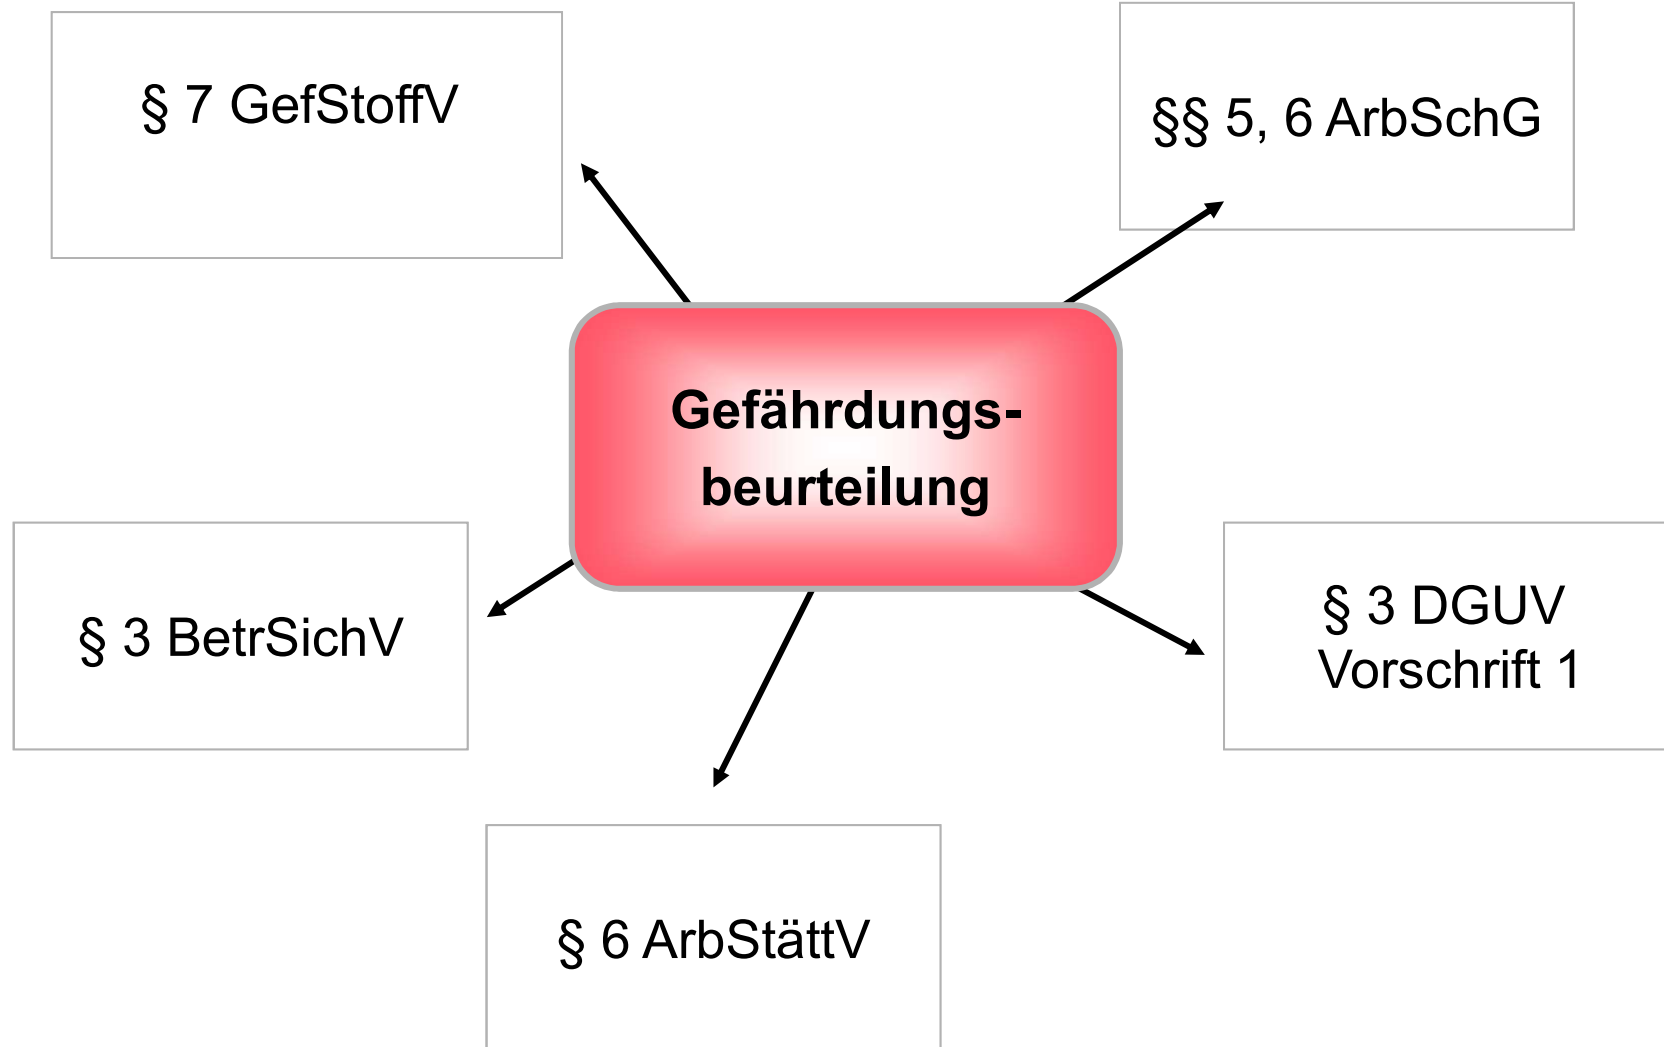 § 7 GefStoffV
§§ 5, 6 ArbSchG
Gefährdungs-
beurteilung
§ 3 BetrSichV
§ 3 DGUV
Vorschrift 1
§ 6 ArbStättV